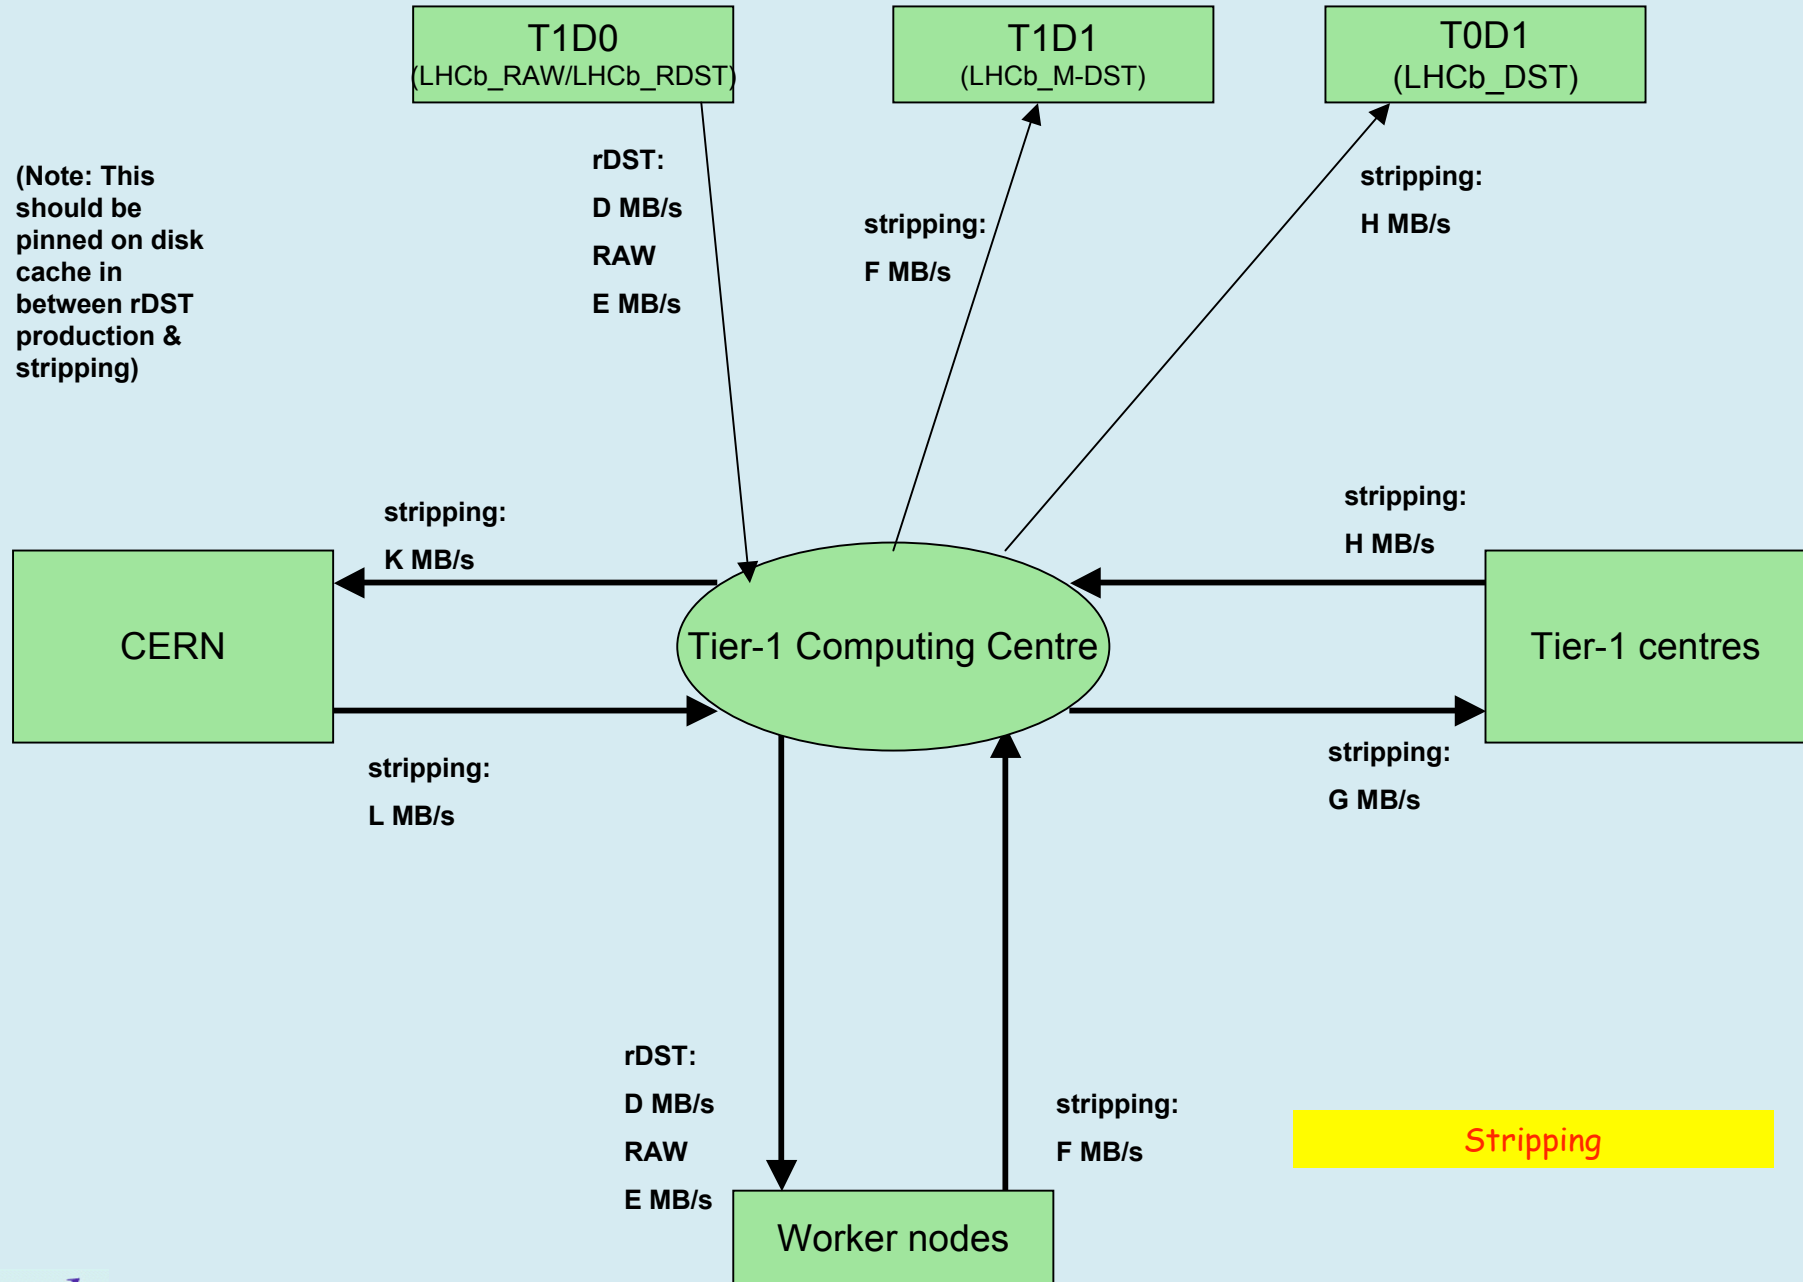 T1D0
(LHCb_RAW/LHCb_RDST)
T1D1
(LHCb_M-DST)
T0D1
(LHCb_DST)
(Note: This
should be
pinned on disk
cache in
between rDST
production &
stripping)
rDST:
D MB/s
RAW
E MB/s
stripping:
F MB/s
stripping:
H MB/s
stripping:
K MB/s
stripping:
H MB/s
CERN
Tier-1 Computing Centre
Tier-1 centres
stripping:
L MB/s
stripping:
G MB/s
rDST:
D MB/s
RAW
E MB/s
stripping:
F MB/s
Stripping
Worker nodes